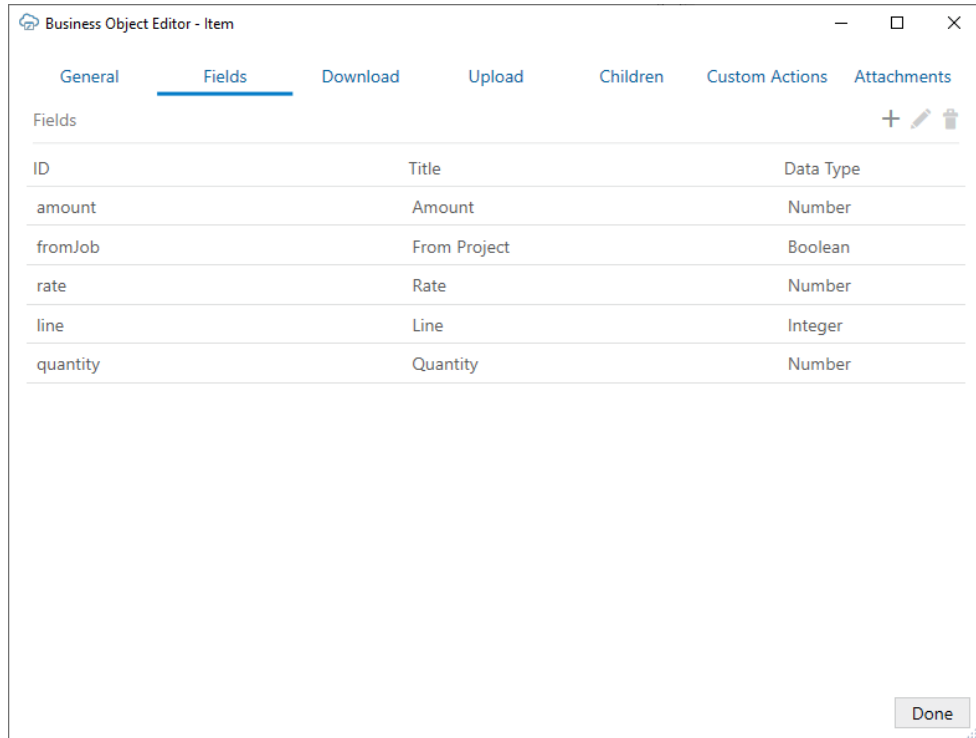 Business Object Editor - Item
General Fields Download Upload Children Custom Actions Attachments
Fields
ID Title Data Type
amount Amount Number
fromJob From Project Boolean
rate Rate Number
line Line Integer
quantity Quantity Number
Done